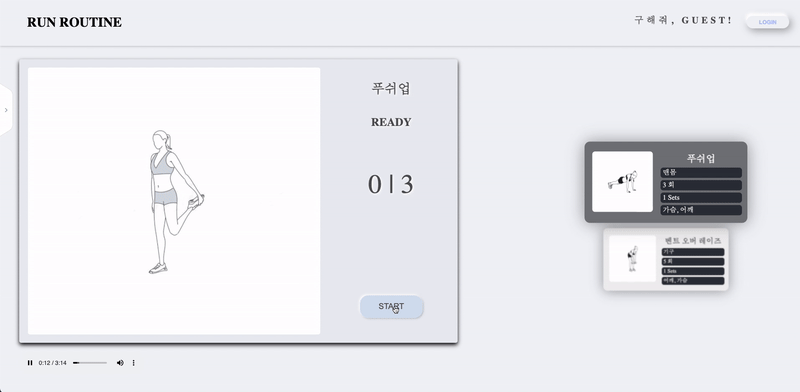 RUN ROUTINE
구해줘, GUEST!
LOGIN
푸쉬업
READY
0 | 3
START
푸쉬업
맨몸
3 회
1 Sets
가슴, 어깨
벤트 오버 레이즈
기구
1 Sets
어깨, 가슴
0:12 / 3:14